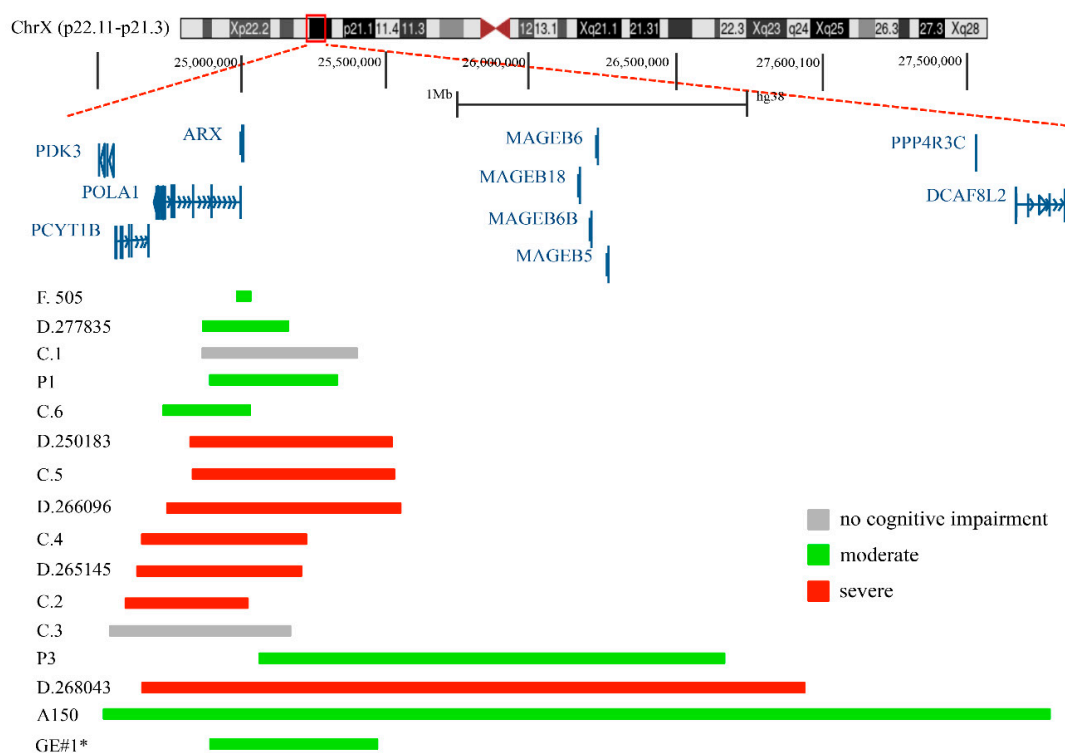 ChrX (p22.11-p21.3) Xp22.2 p21.1 11.4 11.3 12 13.1 Xq21.1 21.31 22.3 Xq23 q24 Xq25 26.3 27.3 Xq28
25,000,000 25,500,000 26,000,000 26,500,000 27,600,100 27,500,000
1Mb hg38
ARX MAGEB6 PPP4R3C
PDK3
MAGEB18
POLA1 DCAF8L2
MAGEB6B
PCYT1B
MAGEB5
F. 505
D.277835
C.1
P1
C.6
D.250183
C.5
D.266096
no cognitive impairment
C.4
moderate
D.265145
severe
C.2
C.3
P3
D.268043
A150
GE#1*